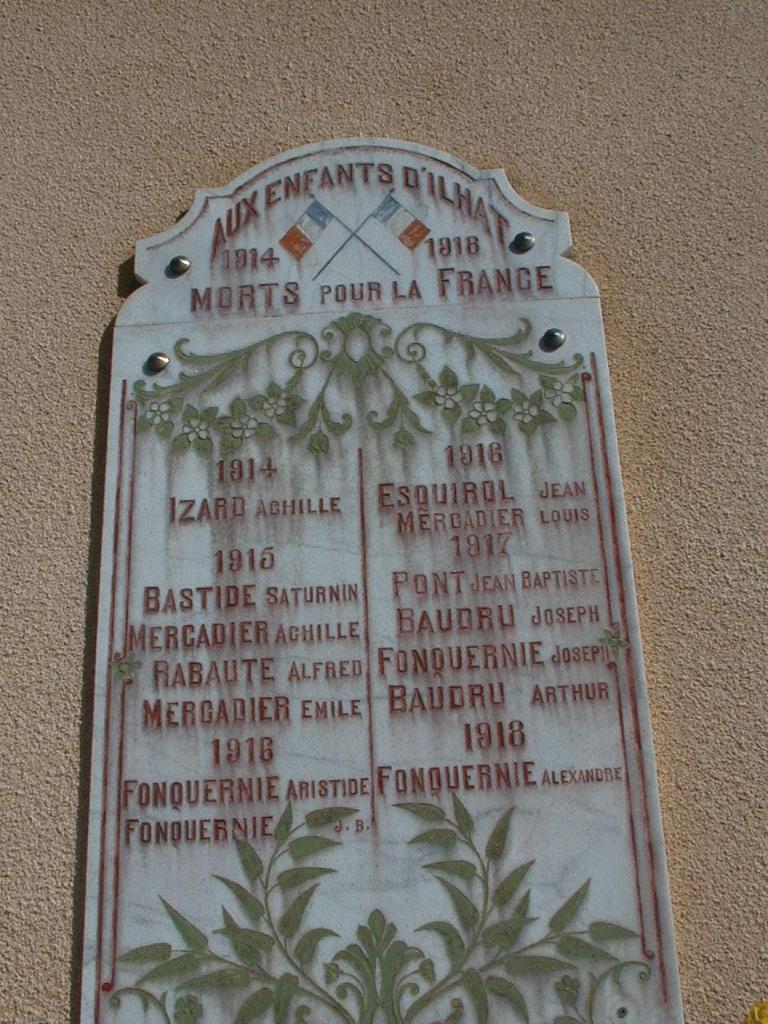 AUX ENFANTS D'ILHAT
1914 1918
MORTS POUR LA FRANCE
1914
IZARD ACHILLE
1915
BASTIDE SATURNIN
MERCADIER ACHILLE
RABAUTE ALFRED
MERCADIER EMILE
1916
FONQUERNIE ARISTIDE
FONQUERNIE J.B.
1916
ESQUIROL JEAN
MERCADIER LOUIS
1917
PONT JEAN BAPTISTE
BAUDRU JOSEPH
FONQUERNIE JOSEPH
BAUDRU ARTHUR
1918
FONQUERNIE ALEXANDRE